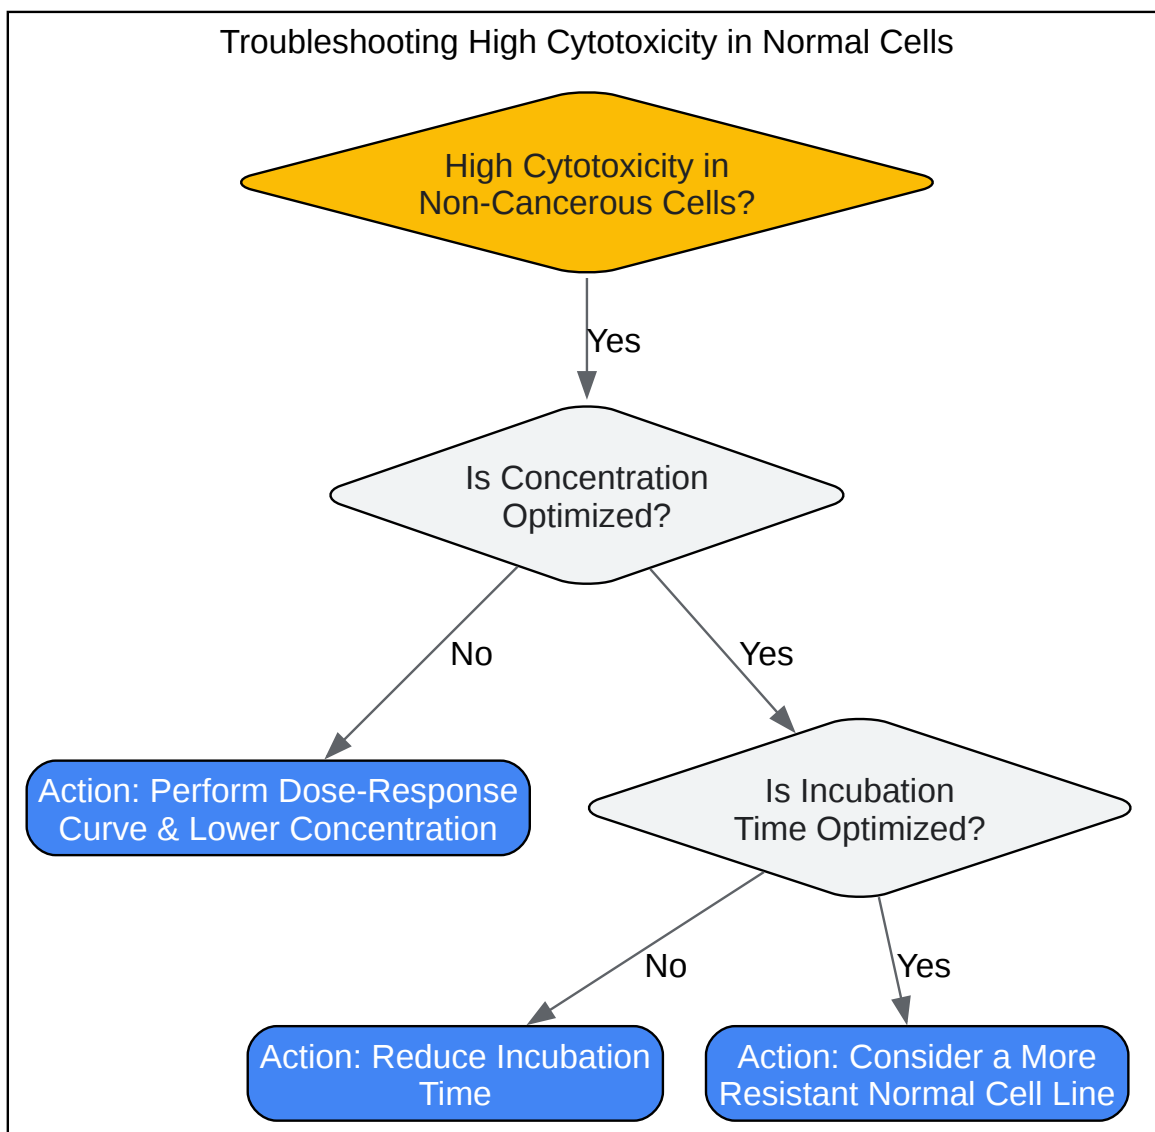 Troubleshooting High Cytotoxicity in Normal Cells
High Cytotoxicity in
Non-Cancerous Cells?
Yes
Is Concentration
Optimized?
No
Yes
Action: Perform Dose-Response
Curve & Lower Concentration
Is Incubation
Time Optimized?
No
Yes
Action: Reduce Incubation
Time
Action: Consider a More
Resistant Normal Cell Line